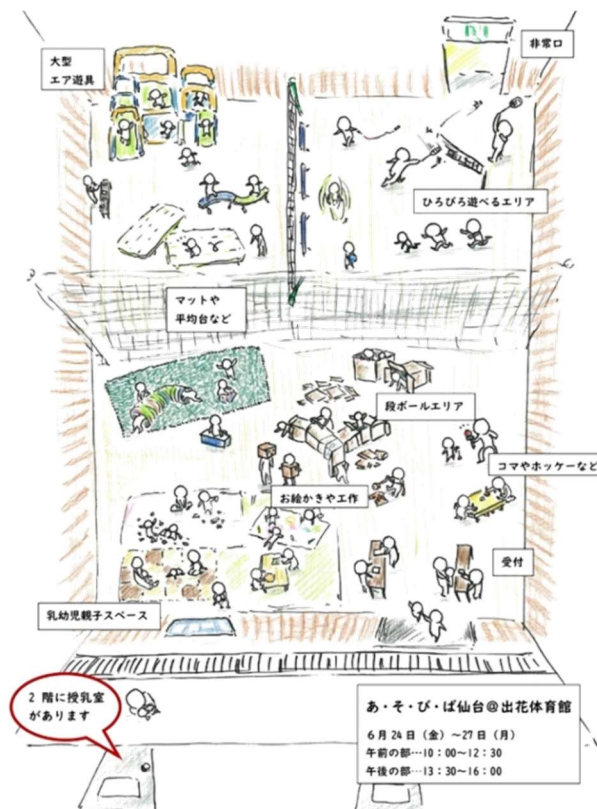 大型
エア遊具
非常口
ひろびろ遊べるエリア
マットや
平均台など
段ボールエリア
コマやホッケーなど
お絵かきや工作
受付
乳幼児親子スペース
2 階に授乳室
があります
あ・そ・び・ば仙台@出花体育館
6月24日（金）～27日（月）
午前の部…10：00～12：30
午後の部…13：30～16：00